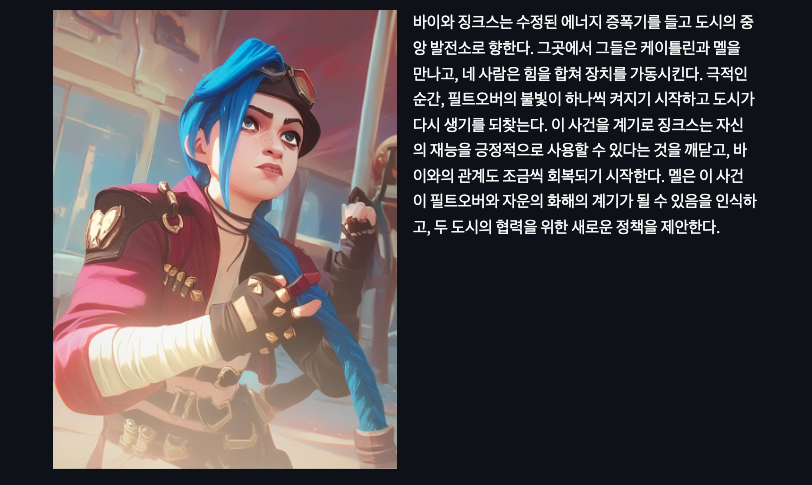 바이와 징크스는 수정된 에너지 증폭기를 들고 도시의 중
앙 발전소로 향한다. 그곳에서 그들은 케이틀린과 멜을
만나고, 네 사람은 힘을 합쳐 장치를 가동시킨다. 극적인
순간, 필트오버의 불빛이 하나씩 켜지기 시작하고 도시가
다시 생기를 되찾는다. 이 사건을 계기로 징크스는 자신
의 재능을 긍정적으로 사용할 수 있다는 것을 깨닫고, 바
이와의 관계도 조금씩 회복되기 시작한다. 멜은 이 사건
이 필트오버와 자운의 화해의 계기가 될 수 있음을 인식하
고, 두 도시의 협력을 위한 새로운 정책을 제안한다.